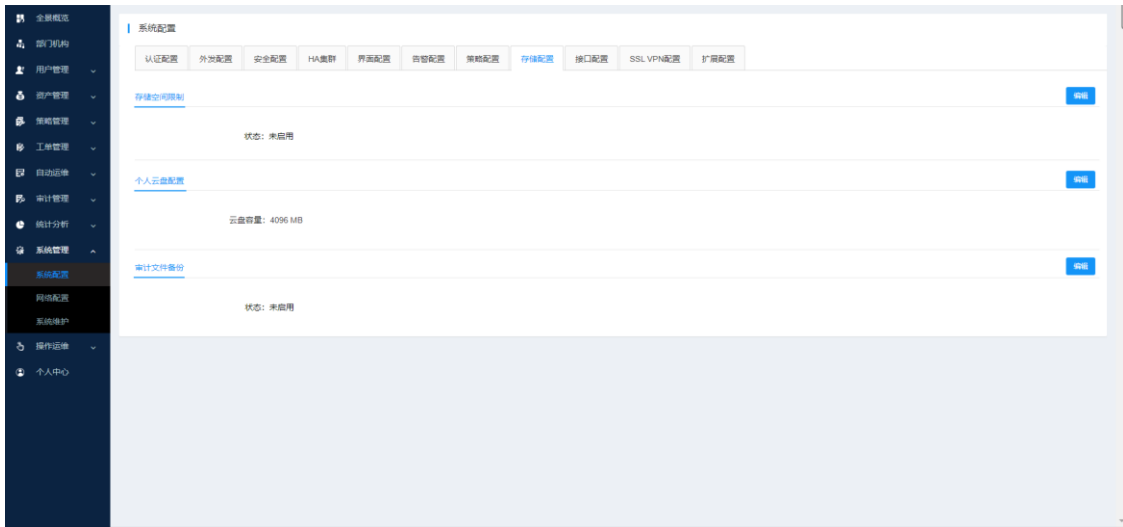 全景概览
部门机构
用户管理
资产管理
策略管理
工单管理
自动运维
审计管理
统计分析
系统管理
系统配置
网络配置
系统维护
操作运维
个人中心
系统配置
认证配置 外发配置 安全配置 HA集群 界面配置 告警配置 策略配置 存储配置 接口配置 SSL VPN配置 扩展配置
存储空间限制 编辑
状态：未启用
个人云盘配置 编辑
云盘容量：4096 MB
审计文件备份 编辑
状态：未启用